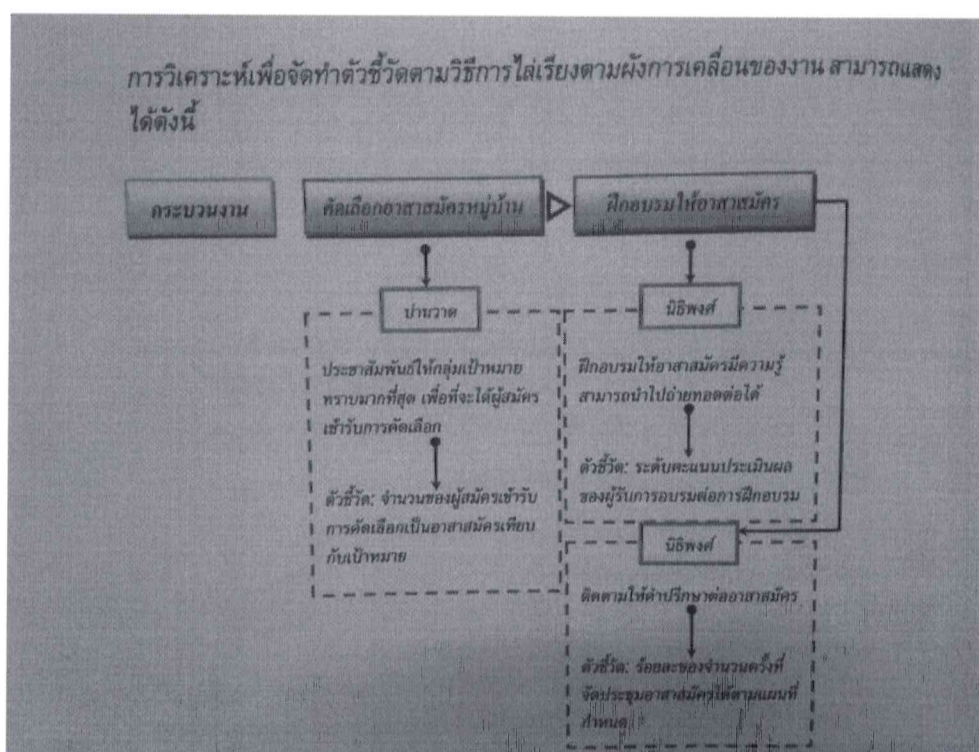 การวิเคราะห์เพื่อจัดทำตัวชี้วัดตามวิธีการไล่เรียงตามผังการเคลื่อนของงาน สามารถแสดง
ได้ดังนี้
กระบวนงาน
คัดเลือกอาสาสมัครหมู่บ้าน
ฝึกอบรมให้อาสาสมัคร
ปานวาด
ประชาสัมพันธ์ให้กลุ่มเป้าหมาย
ทราบมากที่สุด เพื่อที่จะได้ผู้สมัคร
เข้ารับการคัดเลือก
ตัวชี้วัด: จำนวนของผู้สมัครเข้ารับ
การคัดเลือกเป็นอาสาสมัครเทียบ
กับเป้าหมาย
นิธิพงศ์
ฝึกอบรมให้อาสาสมัครมีความรู้
สามารถนำไปถ่ายทอดต่อได้
ตัวชี้วัด: ระดับคะแนนประเมินผล
ของผู้รับการอบรมต่อการฝึกอบรม
นิธิพงศ์
ติดตามให้คำปรึกษาต่ออาสาสมัคร
ตัวชี้วัด: ร้อยละของจำนวนครั้งที่
จัดประชุมอาสาสมัครได้ตามแผนที่
กำหนด